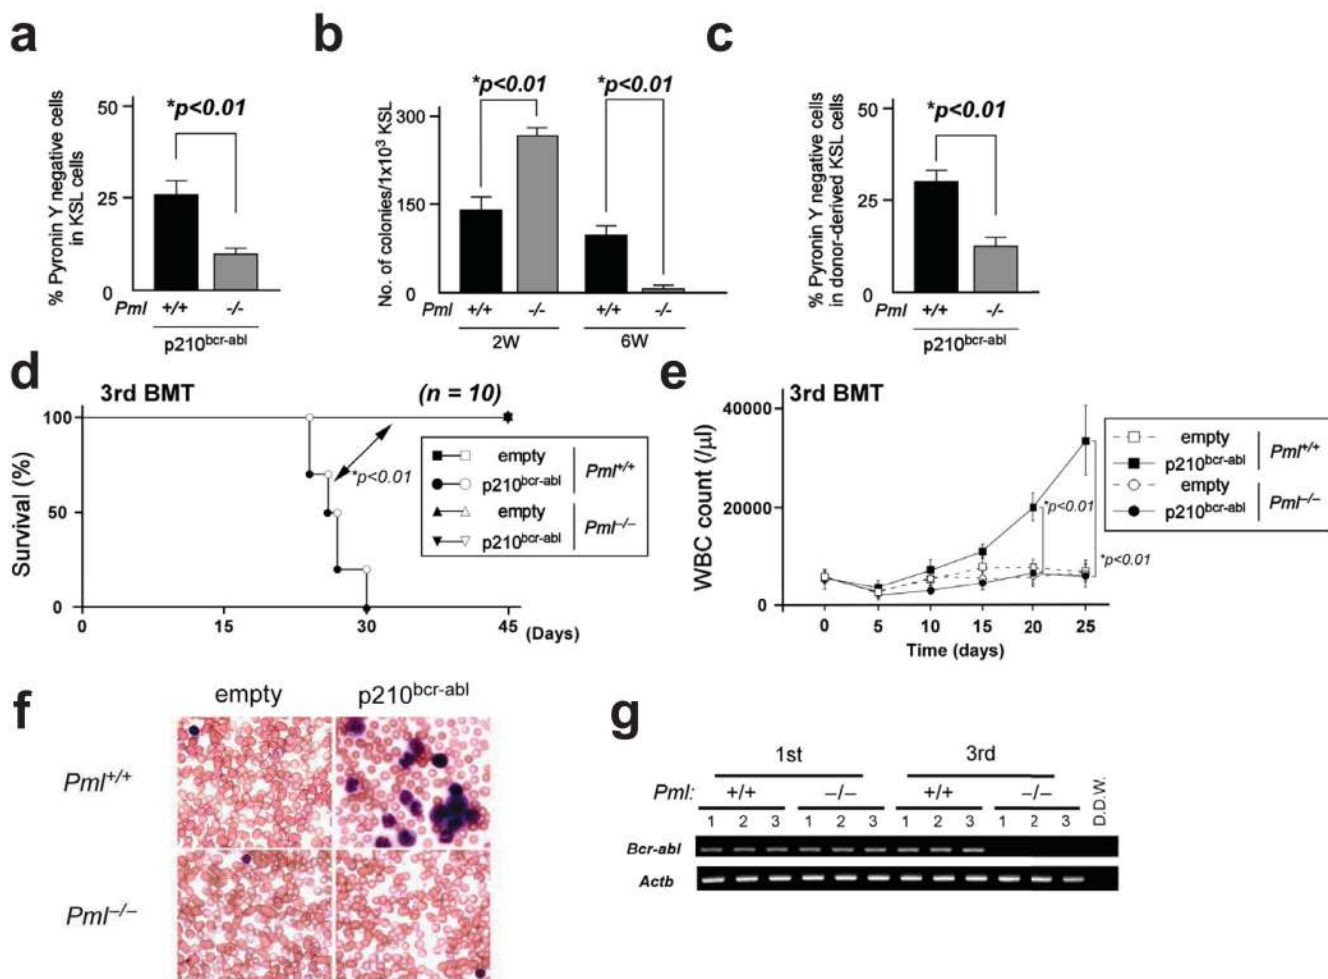 a
50
25
0
% Pyronin Y negative cells
in KSL cells
*p<0.01
Pml +/+ -/-
p210bcr-abl
b
300
150
0
No. of colonies/1x10³ KSL
*p<0.01 *p<0.01
Pml +/+ -/- +/+ -/-
2W 6W
c
50
25
0
% Pyronin Y negative cells
in donor-derived KSL cells
*p<0.01
Pml +/+ -/-
p210bcr-abl
d
3rd BMT (n = 10)
100
50
0
Survival (%)
*p<0.01
empty
p210bcr-abl
Pml+/+
empty
p210bcr-abl
Pml–/–
0 15 30 45 (Days)
e
3rd BMT
40000
20000
0
WBC count (/µl)
*p<0.01
*p<0.01
empty
p210bcr-abl
Pml+/+
empty
p210bcr-abl
Pml–/–
0 5 10 15 20 25
Time (days)
f
empty p210bcr-abl
Pml+/+
Pml–/–
g
1st 3rd
Pml: +/+ –/– +/+ –/– D.D.W.
1 2 3 1 2 3 1 2 3 1 2 3
Bcr-abl
Actb